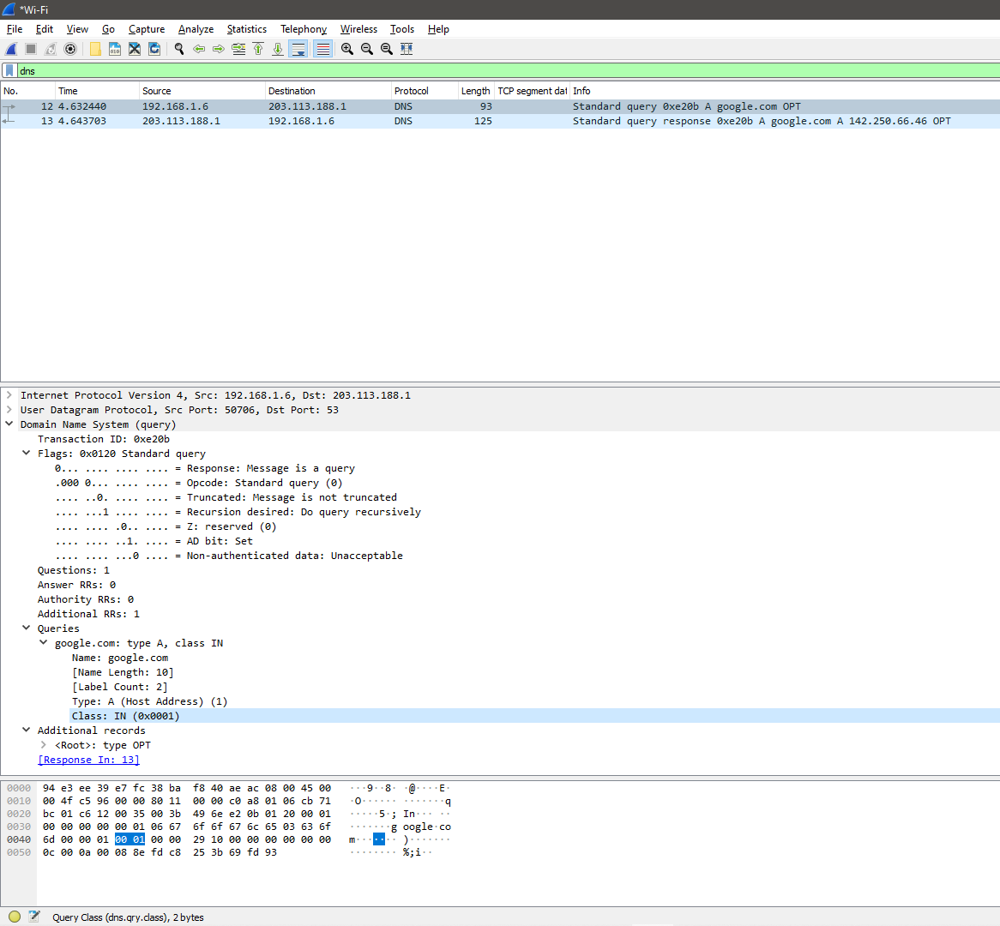 *Wi-Fi
File Edit View Go Capture Analyze Statistics Telephony Wireless Tools Help
dns
No. Time Source Destination Protocol Length TCP segment dat Info
12 4.632440 192.168.1.6 203.113.188.1 DNS 93 Standard query 0xe20b A google.com OPT
13 4.643703 203.113.188.1 192.168.1.6 DNS 125 Standard query response 0xe20b A google.com A 142.250.66.46 OPT
Internet Protocol Version 4, Src: 192.168.1.6, Dst: 203.113.188.1
User Datagram Protocol, Src Port: 50706, Dst Port: 53
Domain Name System (query)
Transaction ID: 0xe20b
Flags: 0x0120 Standard query
0... .... .... .... = Response: Message is a query
.000 0... .... .... = Opcode: Standard query (0)
.... ..0. .... .... = Truncated: Message is not truncated
.... ...1 .... .... = Recursion desired: Do query recursively
.... .... .0.. .... = Z: reserved (0)
.... .... ..1. .... = AD bit: Set
.... .... ...0 .... = Non-authenticated data: Unacceptable
Questions: 1
Answer RRs: 0
Authority RRs: 0
Additional RRs: 1
Queries
google.com: type A, class IN
Name: google.com
[Name Length: 10]
[Label Count: 2]
Type: A (Host Address) (1)
Class: IN (0x0001)
Additional records
<Root>: type OPT
[Response In: 13]
0000 94 e3 ee 39 e7 fc 38 ba f8 40 ae ac 08 00 45 00 ···9··8· ·@····E·
0010 00 4f c5 96 00 00 80 11 00 00 c0 a8 01 06 cb 71 ·O······ ·······q
0020 bc 01 c6 12 00 35 00 3b 49 6e e2 0b 01 20 00 01 ·····5·; In··· ··
0030 00 00 00 00 00 01 06 67 6f 6f 67 6c 65 03 63 6f ·······g oogle·co
0040 6d 00 00 01 00 01 00 00 29 10 00 00 00 00 00 00 m······· )·······
0050 0c 00 0a 00 08 8e fd c8 25 3b 69 fd 93 ········ %;i··
Query Class (dns.qry.class), 2 bytes